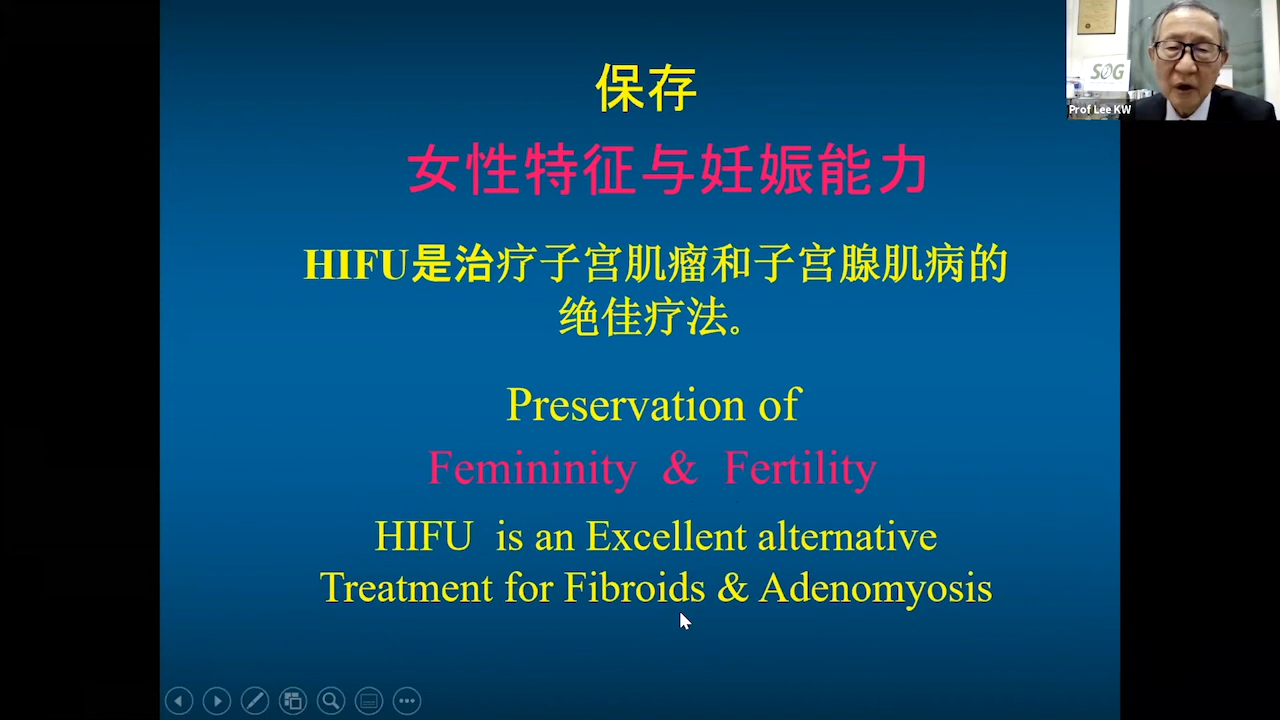 保存
女性特征与妊娠能力
HIFU是治疗子宫肌瘤和子宫腺肌病的
绝佳疗法。
Preservation of
Femininity & Fertility
HIFU is an Excellent alternative
Treatment for Fibroids & Adenomyosis
SOG
Prof Lee KW